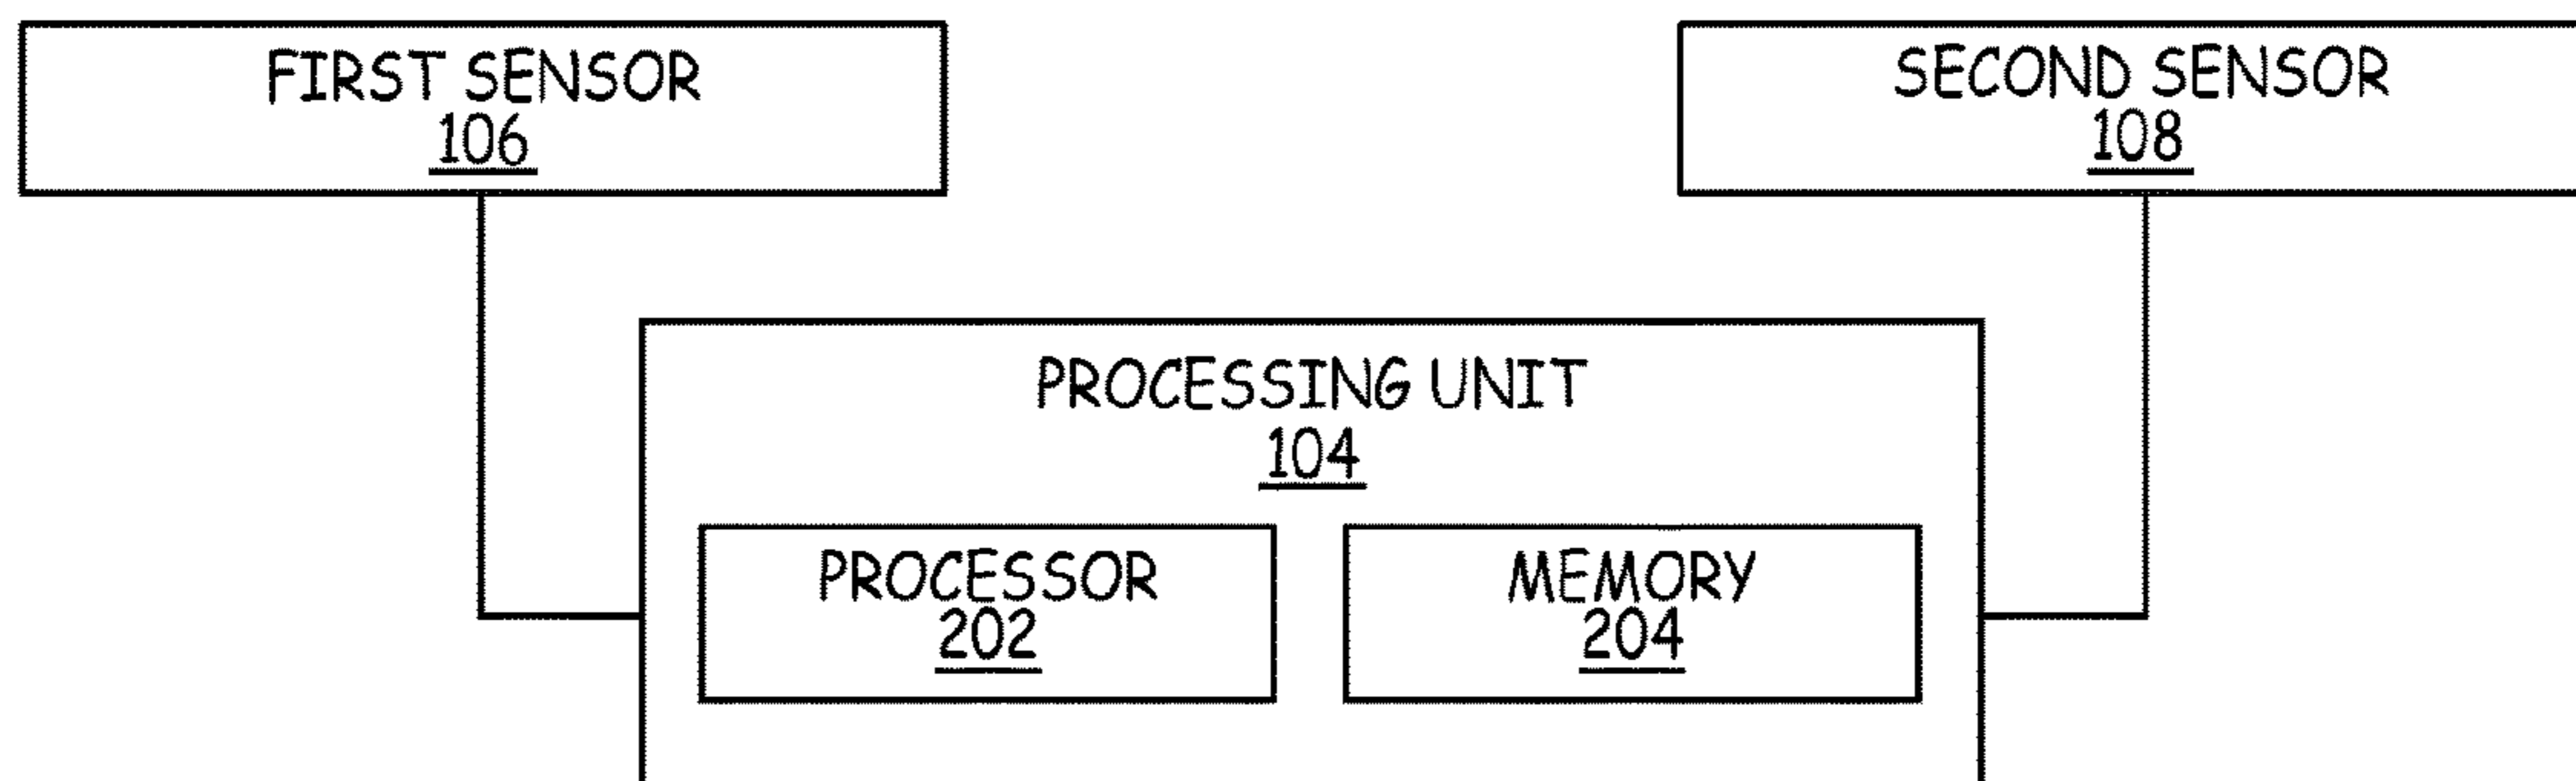 FIRST SENSOR
106
SECOND SENSOR
108
PROCESSING UNIT
104
PROCESSOR
202
MEMORY
204